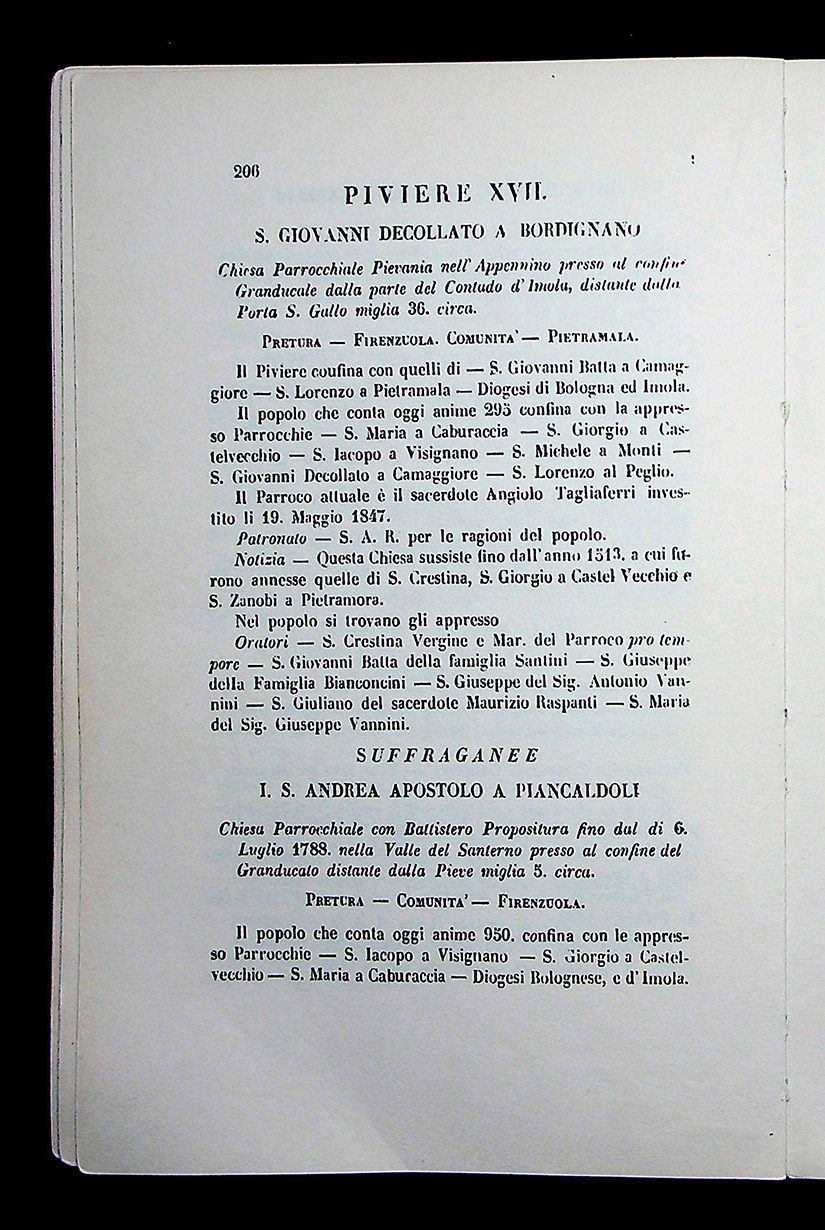 206
PIVIERE XVII.
S. GIOVANNI DECOLLATO A BORDIGNANO
Chiesa Parrocchiale Pievania nell' Appennino presso al confine
Granducale dalla parte del Contado d' Imola, distante dalla
Porta S. Gallo miglia 36. circa.
PRETURA — FIRENZUOLA. COMUNITA' — PIETRAMALA.
Il Piviere confina con quelli di — S. Giovanni Batta a Camag-
giore — S. Lorenzo a Pietramala — Diogesi di Bologna ed Imola.
Il popolo che conta oggi anime 295 confina con la appres-
so Parrocchie — S. Maria a Caburaccia — S. Giorgio a Cas-
telvecchio — S. Iacopo a Visignano — S. Michele a Monti —
S. Giovanni Decollato a Camaggiore — S. Lorenzo al Peglio.
Il Parroco attuale è il sacerdote Angiolo Tagliaferri inves-
tito li 19. Maggio 1847.
Patronato — S. A. R. per le ragioni del popolo.
Notizia — Questa Chiesa sussiste fino dall' anno 1513. a cui fu-
rono annesse quelle di S. Crestina, S. Giorgio a Castel Vecchio e
S. Zanobi a Pietramora.
Nel popolo si trovano gli appresso
Oratori — S. Crestina Vergine e Mar. del Parroco pro tem-
pore — S. Giovanni Batta della famiglia Santini — S. Giuseppe
della Famiglia Bianconcini — S. Giuseppe del Sig. Antonio Van-
nini — S. Giuliano del sacerdote Maurizio Raspanti — S. Maria
del Sig. Giuseppe Vannini.
SUFFRAGANEE
I. S. ANDREA APOSTOLO A PIANCALDOLI
Chiesa Parrocchiale con Battistero Propositura fino dal dì 6.
Luglio 1788. nella Valle del Santerno presso al confine del
Granducato distante dalla Pieve miglia 5. circa.
PRETURA — COMUNITA' — FIRENZUOLA.
Il popolo che conta oggi anime 950. confina con le appres-
so Parrocchie — S. Iacopo a Visignano — S. Giorgio a Castel-
vecchio — S. Maria a Caburaccia — Diogesi Bolognese, e d' Imola.